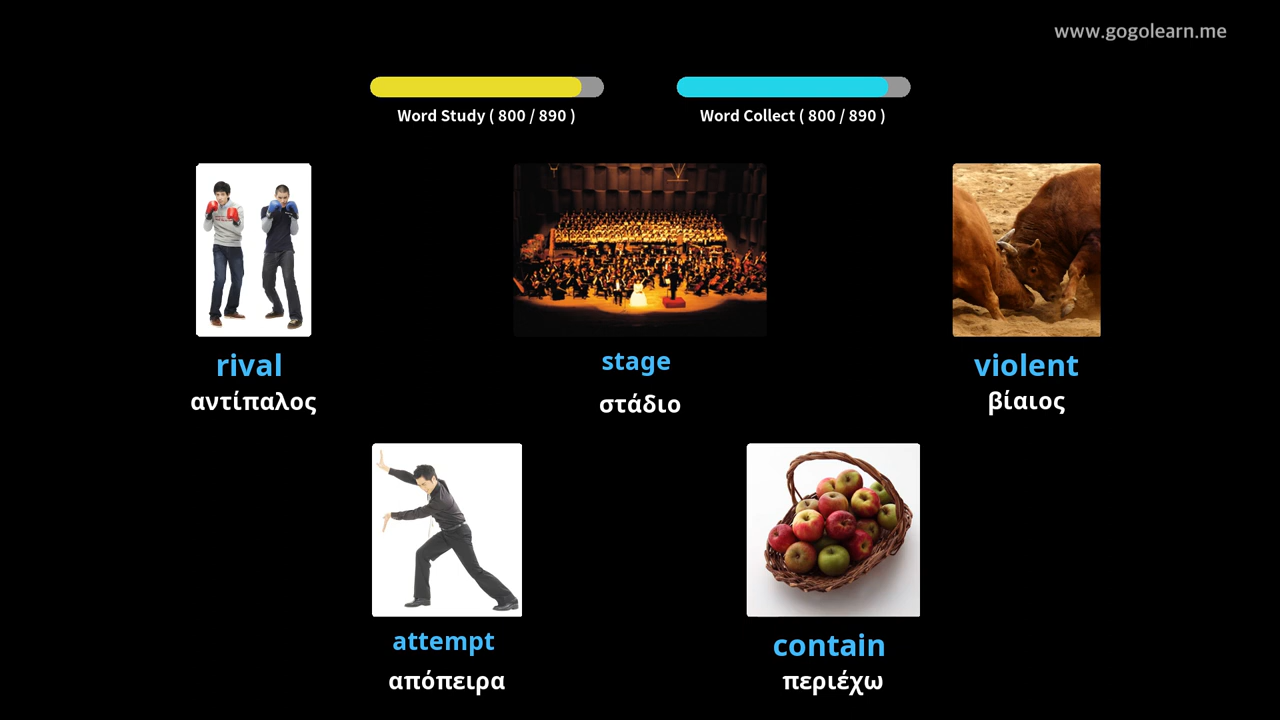 www.gogolearn.me
Word Study ( 800 / 890 )
Word Collect ( 800 / 890 )
rival
αντίπαλος
stage
στάδιο
violent
βίαιος
attempt
απόπειρα
contain
περιέχω